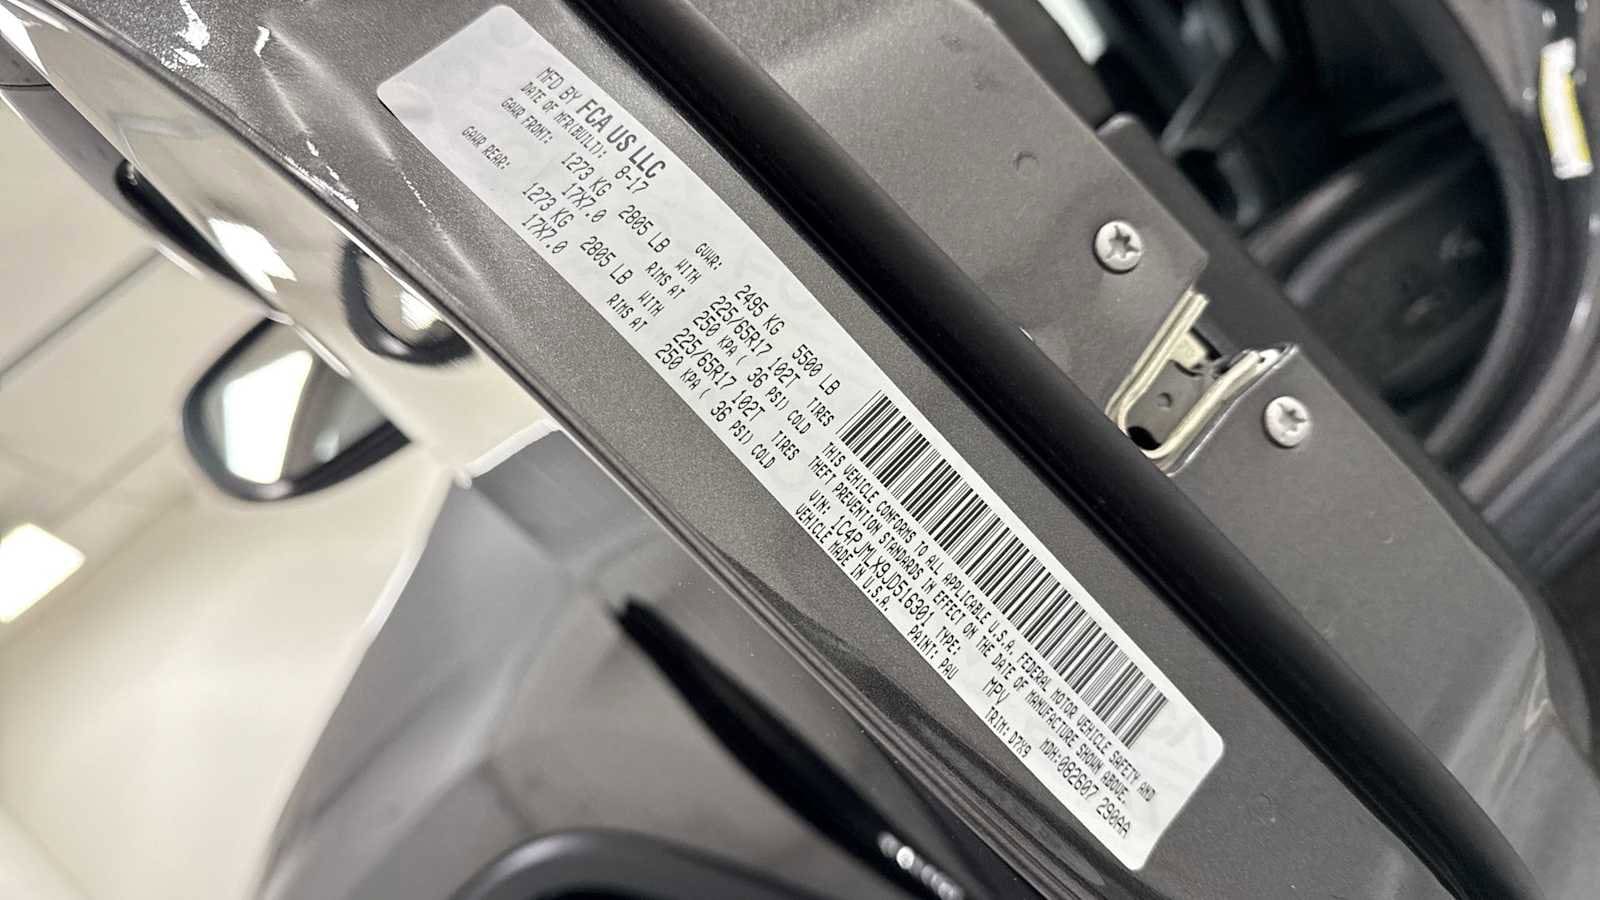 MFD BY FCA US LLC
DATE OF MFR(BUILT): 8-17 GVWR: 2495 KG 5500 LB
GAWR FRONT: 1273 KG 2805 LB WITH 225/65R17 102T TIRES
17X7.0 RIMS AT 250 KPA ( 36 PSI) COLD
GAWR REAR: 1273 KG 2805 LB WITH 225/65R17 102T TIRES
17X7.0 RIMS AT 250 KPA ( 36 PSI) COLD
THIS VEHICLE CONFORMS TO ALL APPLICABLE U.S.A. FEDERAL MOTOR VEHICLE SAFETY AND
THEFT PREVENTION STANDARDS IN EFFECT ON THE DATE OF MANUFACTURE SHOWN ABOVE.
VIN: 1C4PJMLX9JD516301 TYPE: MPV MDH: 082607 290AA
VEHICLE MADE IN U.S.A. PAINT: PAU TRIM: D7X9